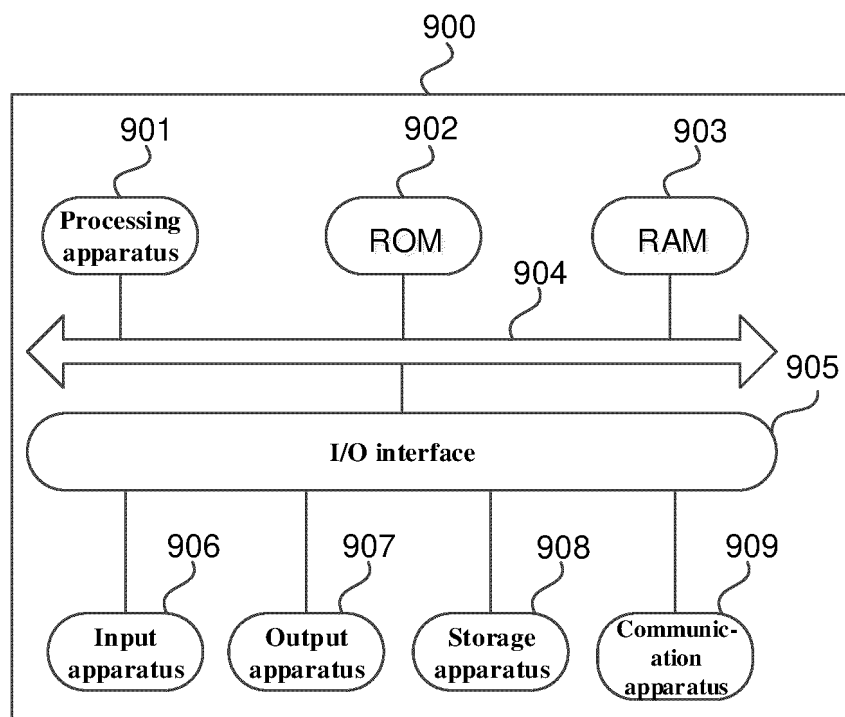 900
901
902
903
Processing
apparatus
ROM
RAM
904
905
I/O interface
906
907
908
909
Input
apparatus
Output
apparatus
Storage
apparatus
Communic-
ation
apparatus